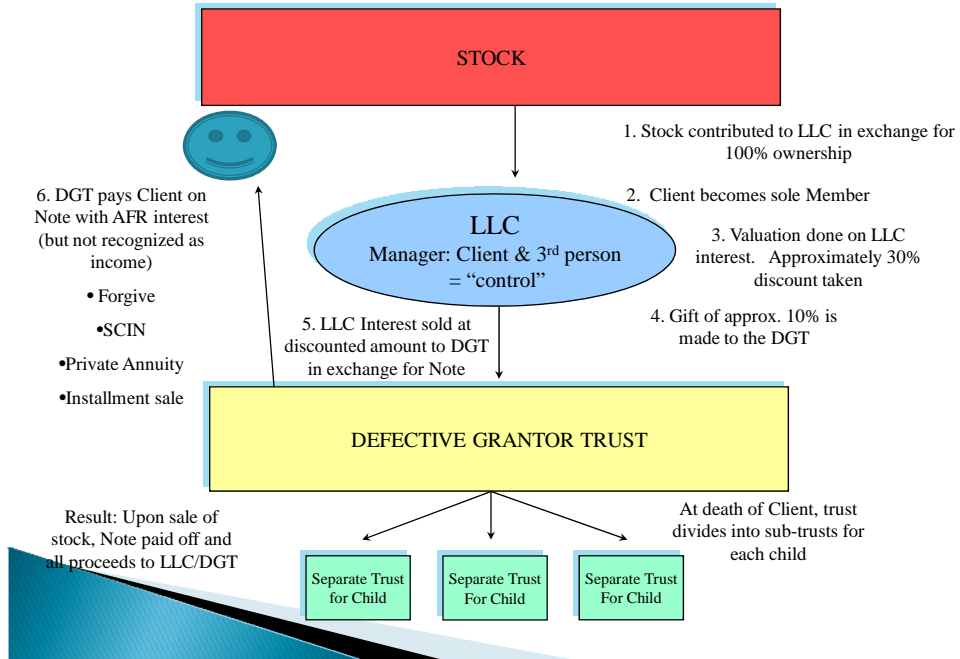 STOCK
1. Stock contributed to LLC in exchange for
100% ownership
2. Client becomes sole Member
3. Valuation done on LLC
interest. Approximately 30%
discount taken
4. Gift of approx. 10% is
made to the DGT
LLC
Manager: Client & 3rd person
= “control”
5. LLC Interest sold at
discounted amount to DGT
in exchange for Note
6. DGT pays Client on
Note with AFR interest
(but not recognized as
income)
• Forgive
•SCIN
•Private Annuity
•Installment sale
DEFECTIVE GRANTOR TRUST
Result: Upon sale of
stock, Note paid off and
all proceeds to LLC/DGT
At death of Client, trust
divides into sub-trusts for
each child
Separate Trust
for Child
Separate Trust
For Child
Separate Trust
For Child